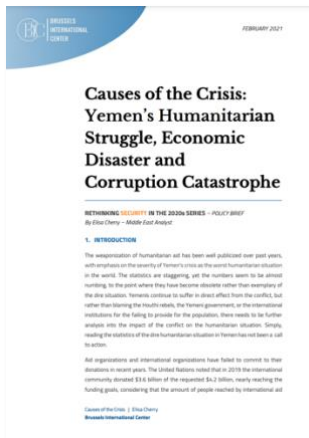 BRUSSELS
INTERNATIONAL
CENTER
FEBRUARY 2021
Causes of the Crisis:
Yemen's Humanitarian
Struggle, Economic
Disaster and
Corruption Catastrophe
RETHINKING SECURITY IN THE 2020s SERIES – POLICY BRIEF
By Elisa Cherry – Middle East Analyst
1. INTRODUCTION
The weaponization of humanitarian aid has been well publicized over past years,
with emphasis on the severity of Yemen's crisis as the worst humanitarian situation
in the world. The statistics are staggering, yet the numbers seem to be almost
numbing, to the point where they have become obsolete rather than exemplary of
the dire situation. Yemenis continue to suffer in direct effect from the conflict, but
rather than blaming the Houthi rebels, the Yemeni government, or the international
institutions for the failing to provide for the population, there needs to be further
analysis into the impact of the conflict on the humanitarian situation. Simply,
reading the statistics of the dire humanitarian situation in Yemen has not been a call
to action.
Aid organizations and international organizations have failed to commit to their
donations in recent years. The United Nations noted that in 2019 the international
community donated $3.6 billion of the requested $4.2 billion, nearly reaching the
funding goals, considering that the amount of people reached by international aid
Causes of the Crisis | Elisa Cherry
Brussels International Center